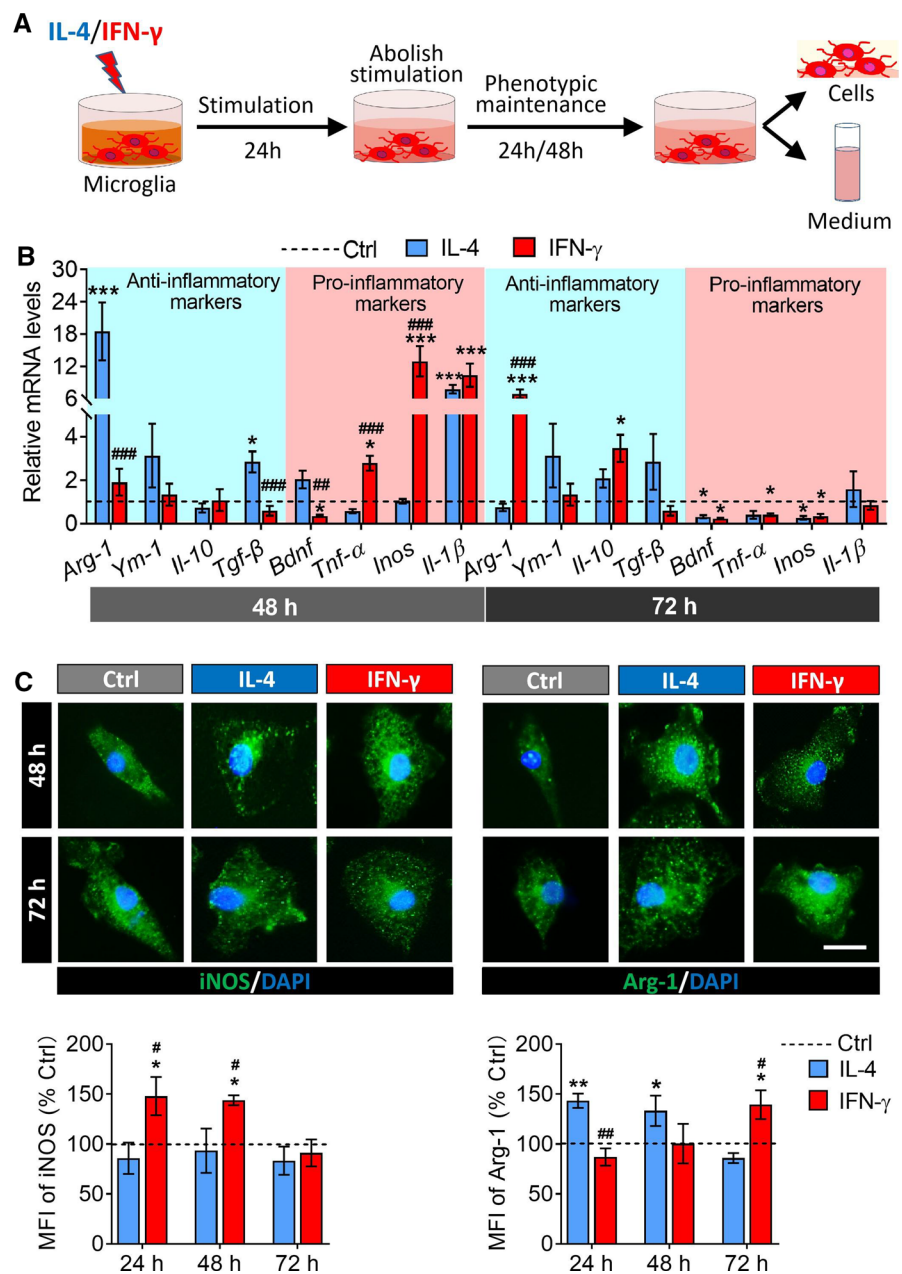 A
IL-4/IFN-γ
Stimulation
24h
Microglia
Abolish
stimulation
Phenotypic
maintenance
24h/48h
Cells
Medium
B
Ctrl IL-4 IFN-γ
Relative mRNA levels
30
24
18
12
6
4
2
0
Anti-inflammatory
markers
Pro-inflammatory
markers
Anti-inflammatory
markers
Pro-inflammatory
markers
***
###
*
###
##
*
###
*
###
***
***
***
###
***
*
*
*
*
*
*
Arg-1 Ym-1 Il-10 Tgf-β Bdnf Tnf-α Inos Il-1β Arg-1 Ym-1 Il-10 Tgf-β Bdnf Tnf-α Inos Il-1β
48 h 72 h
C
Ctrl IL-4 IFN-γ Ctrl IL-4 IFN-γ
48 h
72 h
iNOS/DAPI Arg-1/DAPI
MFI of iNOS (% Ctrl)
200
150
100
50
0
#
*
#
*
24 h 48 h 72 h
MFI of Arg-1 (% Ctrl)
200
150
100
50
0
**
##
*
#
*
24 h 48 h 72 h
Ctrl
IL-4
IFN-γ